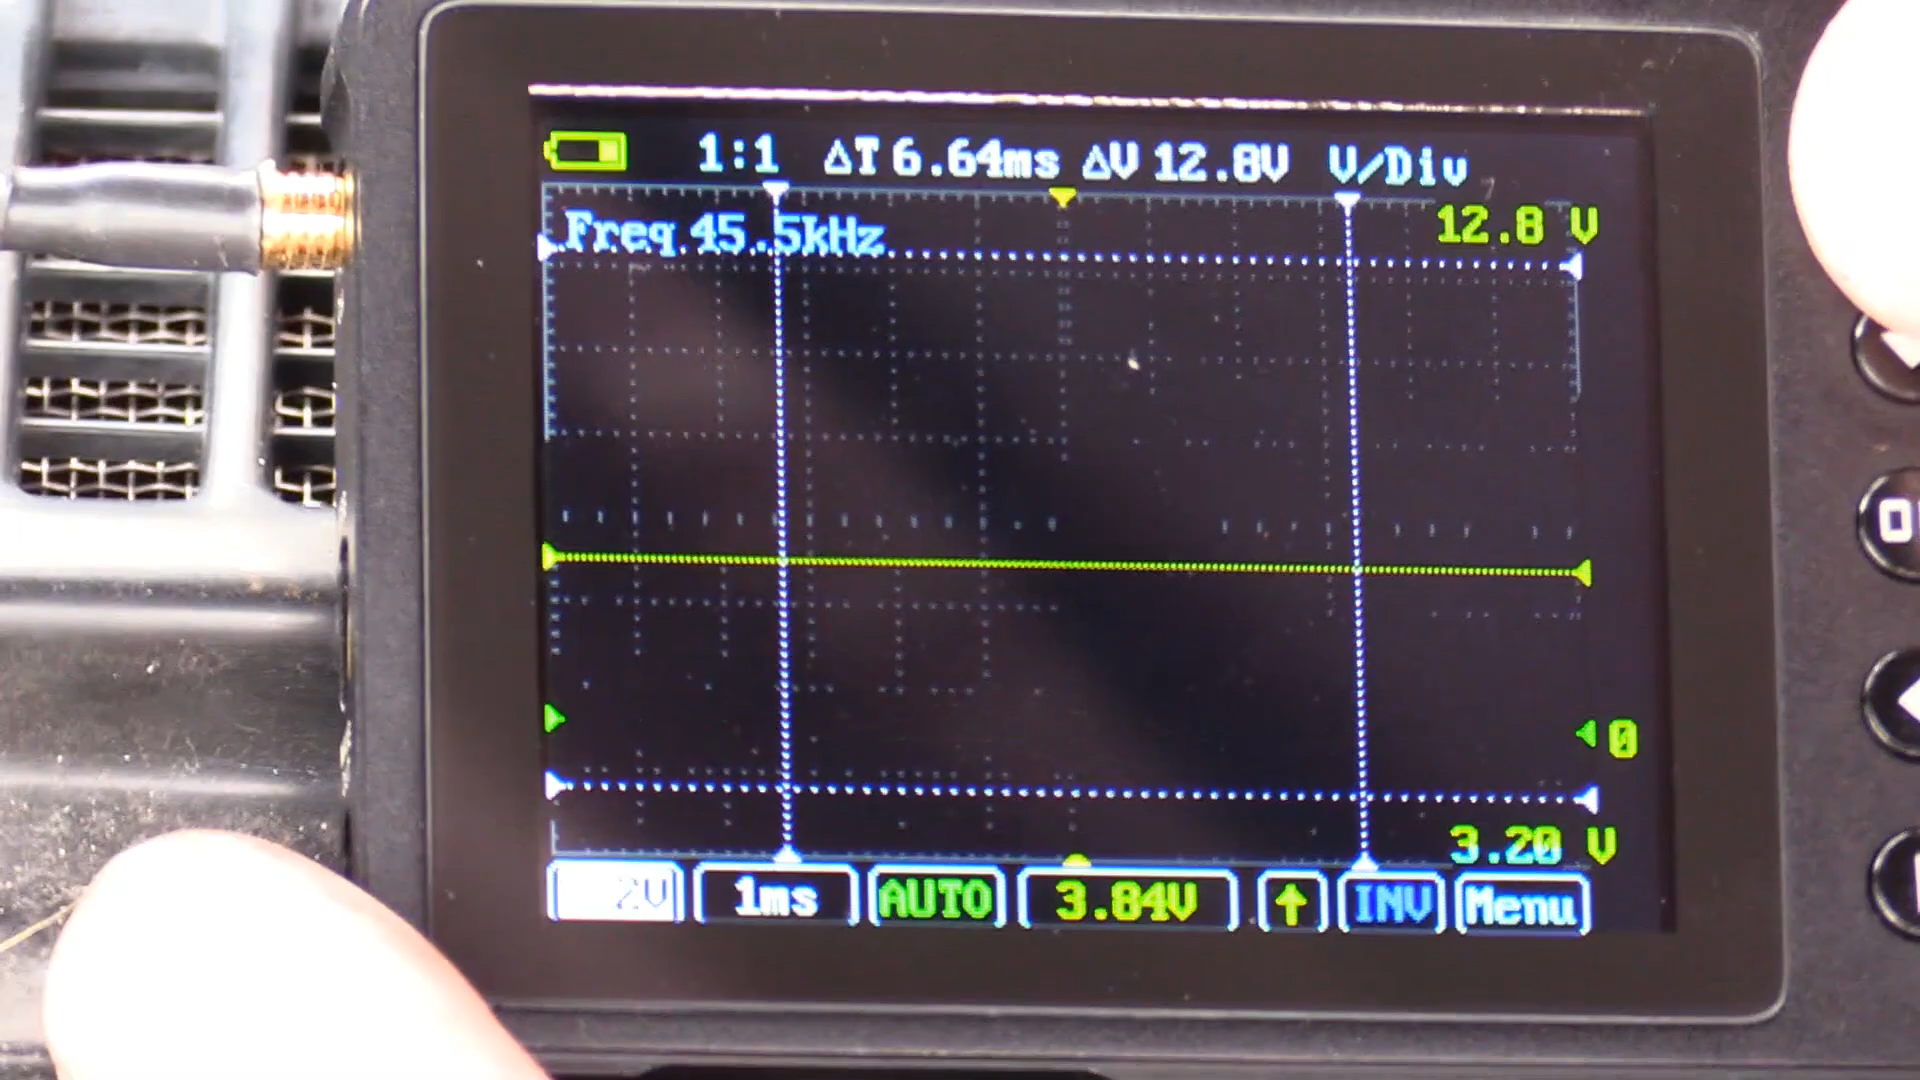 1:1 ΔT 6.64ms ΔV 12.8V V/Div
12.8 V
Freq 45.5kHz
0
3.20 V
2V 1ms AUTO 3.84V ↑ INV Menu